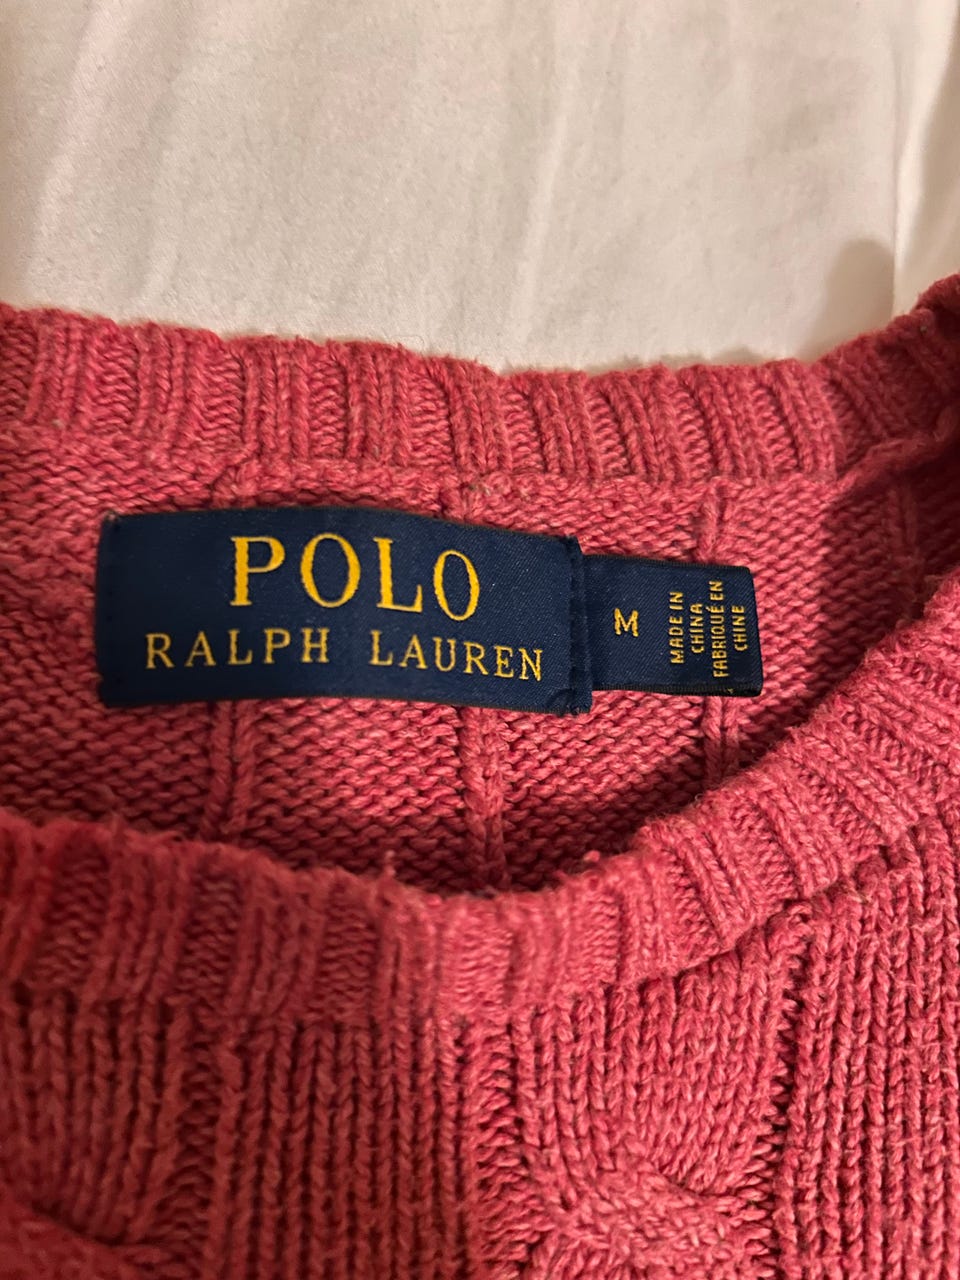 POLO
RALPH LAUREN
M
MADE IN
CHINA
FABRIQUÉ EN
CHINE